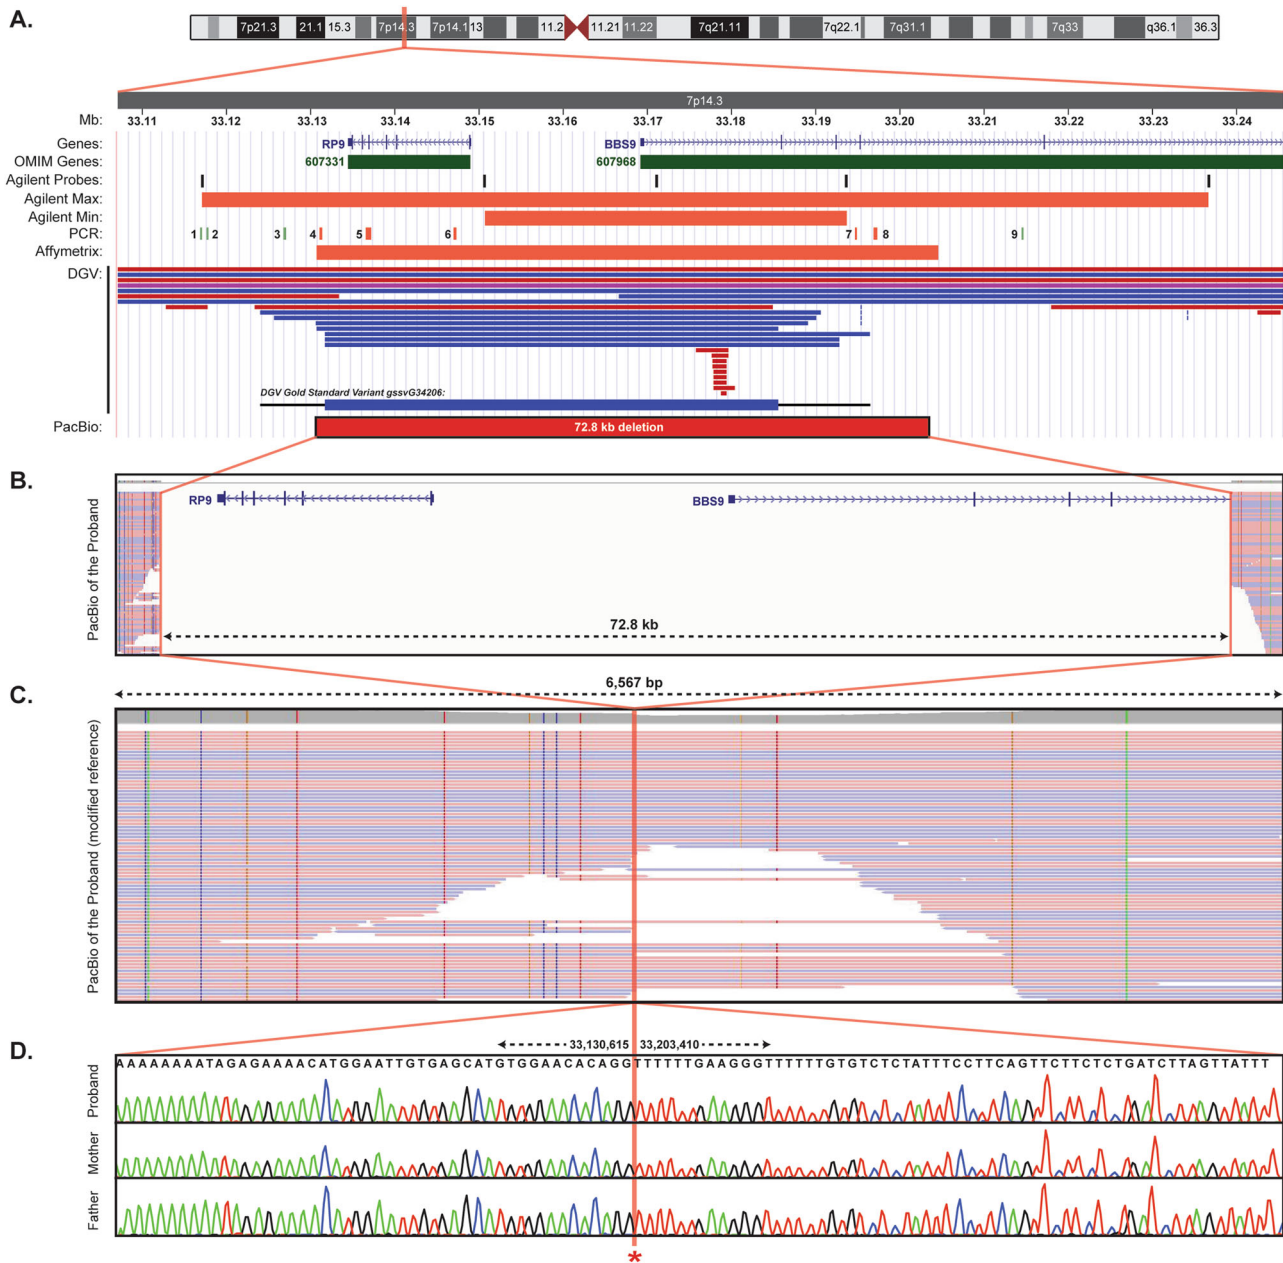 A.
7p21.3 21.1 15.3 7p14.3 7p14.1 13 11.2 11.21 11.22 7q21.11 7q22.1 7q31.1 7q33 q36.1 36.3
7p14.3
Mb: 33.11 33.12 33.13 33.14 33.15 33.16 33.17 33.18 33.19 33.20 33.21 33.22 33.23 33.24
Genes: RP9 BBS9
OMIM Genes: 607331 607968
Agilent Probes:
Agilent Max:
Agilent Min:
PCR: 1 2 3 4 5 6 7 8 9
Affymetrix:
DGV:
DGV Gold Standard Variant gssvG34206:
PacBio: 72.8 kb deletion
B.
PacBio of the Proband
RP9 BBS9
72.8 kb
C.
6,567 bp
PacBio of the Proband (modified reference)
D.
33,130,615 33,203,410
AAAAAAAATAGAGAAAACATGGAATTGTGAGCATGTGGAACACAGGTTTTTTGAAGGGTTTTTTGTGTCTCTATTTCCTTCAGTTCTTCTCTGATCTTAGTTATTT
Proband
Mother
Father
*